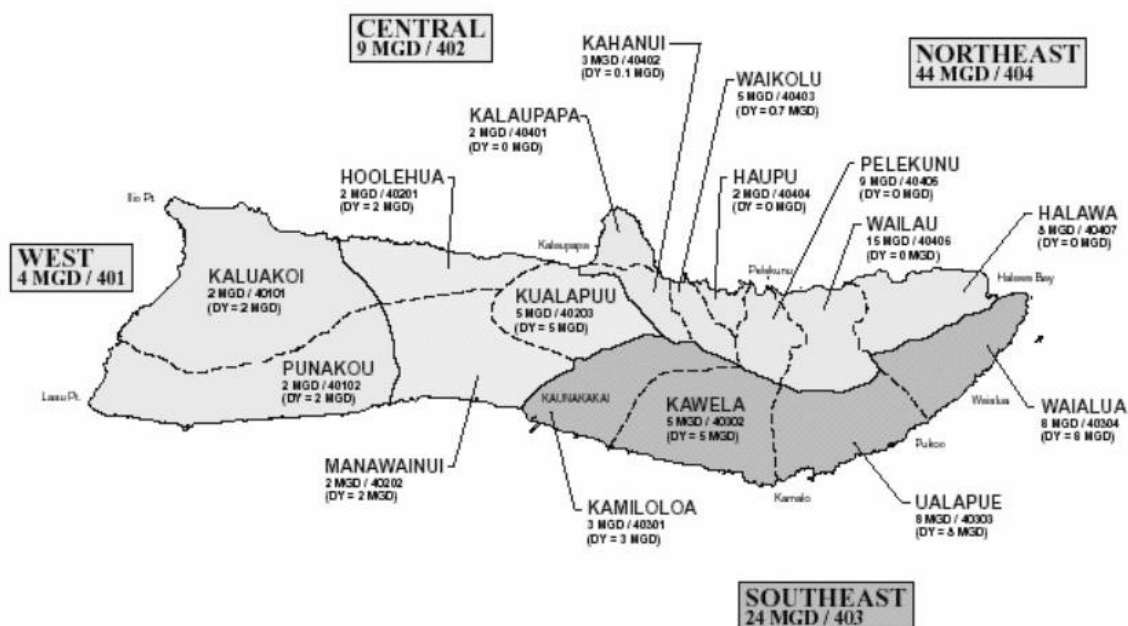 CENTRAL
9 MGD / 402
KAHANUI
3 MGD / 40402
(DY = 0.1 MGD)
NORTHEAST
44 MGD / 404
WAIKOLU
5 MGD / 40403
(DY = 0.7 MGD)
KALAUPAPA
2 MGD / 40401
(DY = 0 MGD)
HOOLEHUA
2 MGD / 40201
(DY = 2 MGD)
HAUPU
2 MGD / 40404
(DY = 0 MGD)
PELEKUNU
9 MGD / 40405
(DY = 0 MGD)
Ilio Pt.
WAILAU
15 MGD / 40406
(DY = 0 MGD)
HALAWA
8 MGD / 40407
(DY = 0 MGD)
Kalaupapa
Pelekunu
Halawa Bay
WEST
4 MGD / 401
KALUAKOI
2 MGD / 40101
(DY = 2 MGD)
KUALAPUU
5 MGD / 40203
(DY = 5 MGD)
PUNAKOU
2 MGD / 40102
(DY = 2 MGD)
Laau Pt.
KAUNAKAKAI
KAWELA
5 MGD / 40302
(DY = 5 MGD)
Waialua
WAIALUA
8 MGD / 40304
(DY = 8 MGD)
Pukoo
MANAWAINUI
2 MGD / 40202
(DY = 2 MGD)
Kamalo
KAMILOLOA
3 MGD / 40301
(DY = 3 MGD)
UALAPUE
8 MGD / 40303
(DY = 8 MGD)
SOUTHEAST
24 MGD / 403